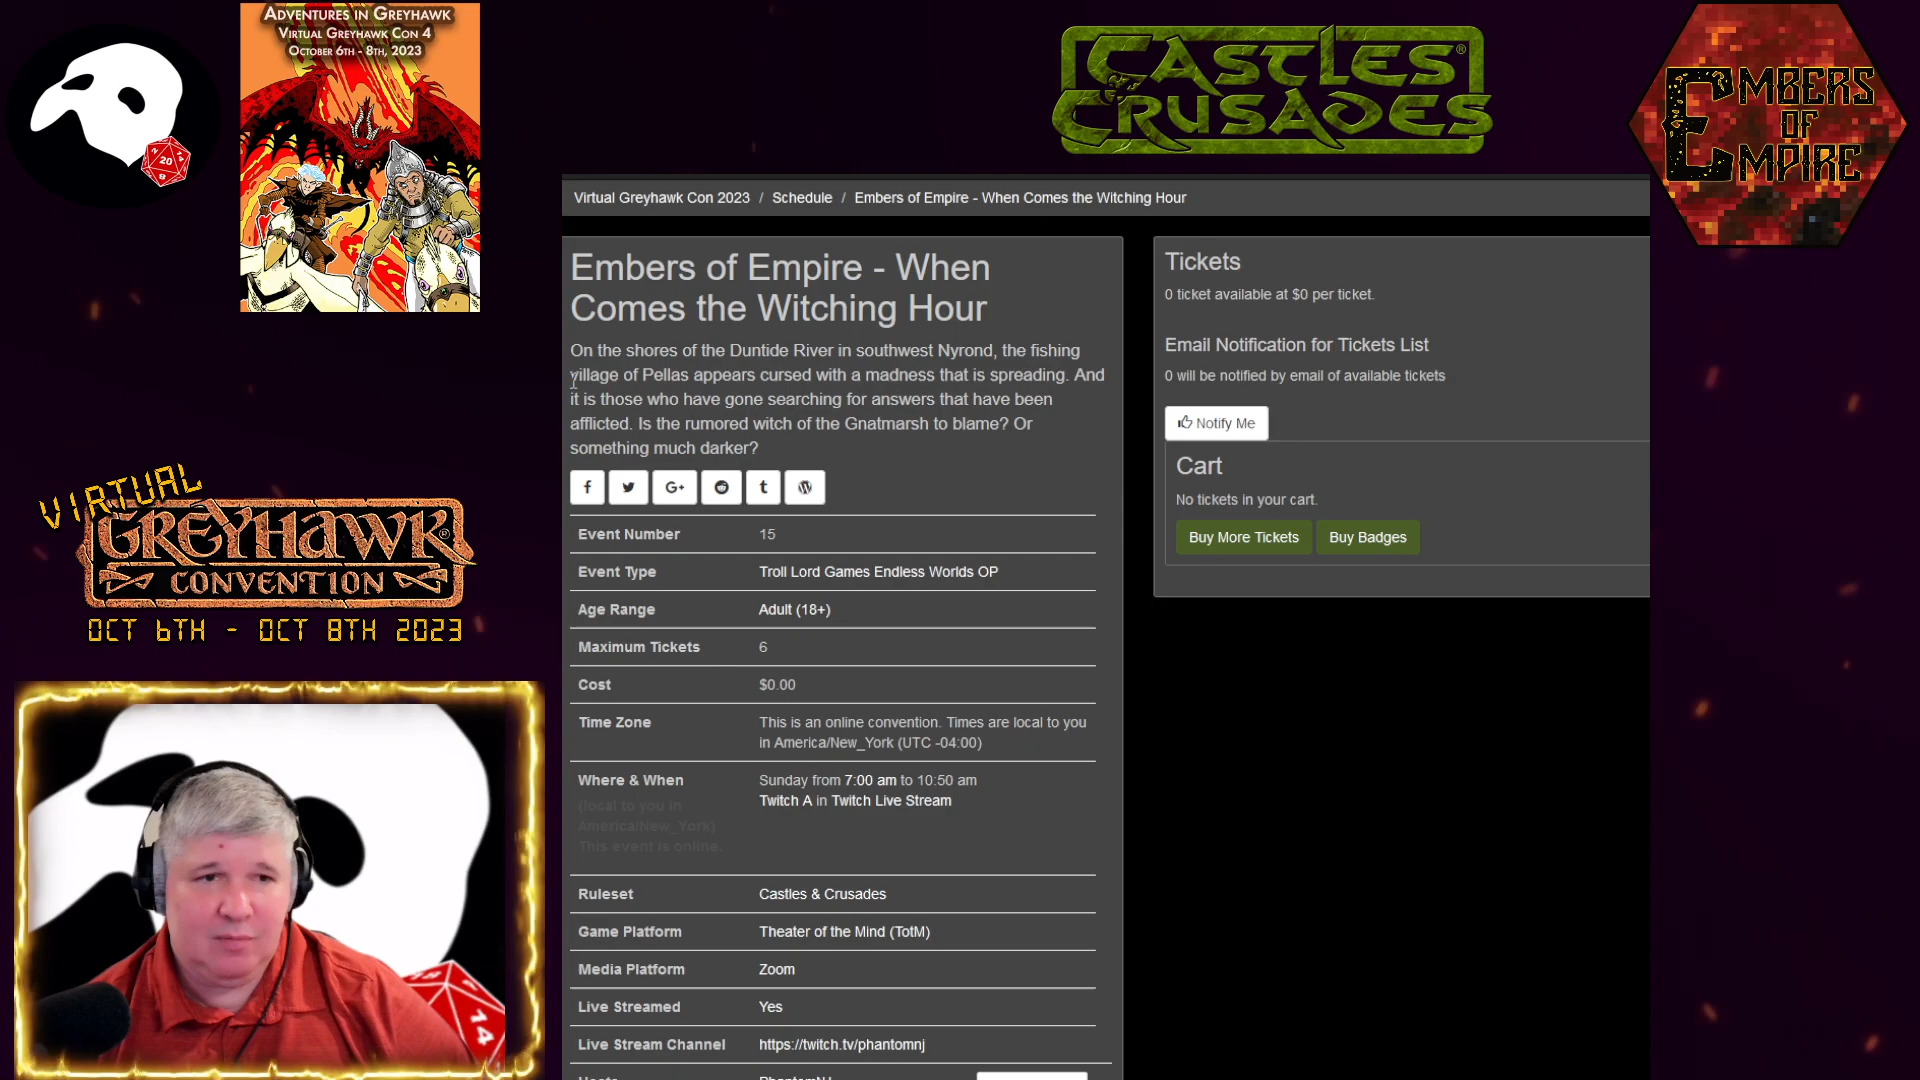 Adventures in Greyhawk
Virtual Greyhawk Con 4
October 6th - 8th, 2023
20
Castles & Crusades®
Embers of Empire
Virtual Greyhawk Con 2023 / Schedule / Embers of Empire - When Comes the Witching Hour
Embers of Empire - When
Comes the Witching Hour
On the shores of the Duntide River in southwest Nyrond, the fishing
village of Pellas appears cursed with a madness that is spreading. And
it is those who have gone searching for answers that have been
afflicted. Is the rumored witch of the Gnatmarsh to blame? Or
something much darker?
Event Number 15
Event Type Troll Lord Games Endless Worlds OP
Age Range Adult (18+)
Maximum Tickets 6
Cost $0.00
Time Zone This is an online convention. Times are local to you
in America/New_York (UTC -04:00)
Where & When Sunday from 7:00 am to 10:50 am
Twitch A in Twitch Live Stream
(local to you in
America/New_York)
This event is online.
Ruleset Castles & Crusades
Game Platform Theater of the Mind (TotM)
Media Platform Zoom
Live Streamed Yes
Live Stream Channel https://twitch.tv/phantomnj
Tickets
0 ticket available at $0 per ticket.
Email Notification for Tickets List
0 will be notified by email of available tickets
Notify Me
Cart
No tickets in your cart.
Buy More Tickets Buy Badges
VIRTUAL
GREYHAWK®
CONVENTION
OCT 6TH - OCT 8TH 2023
14